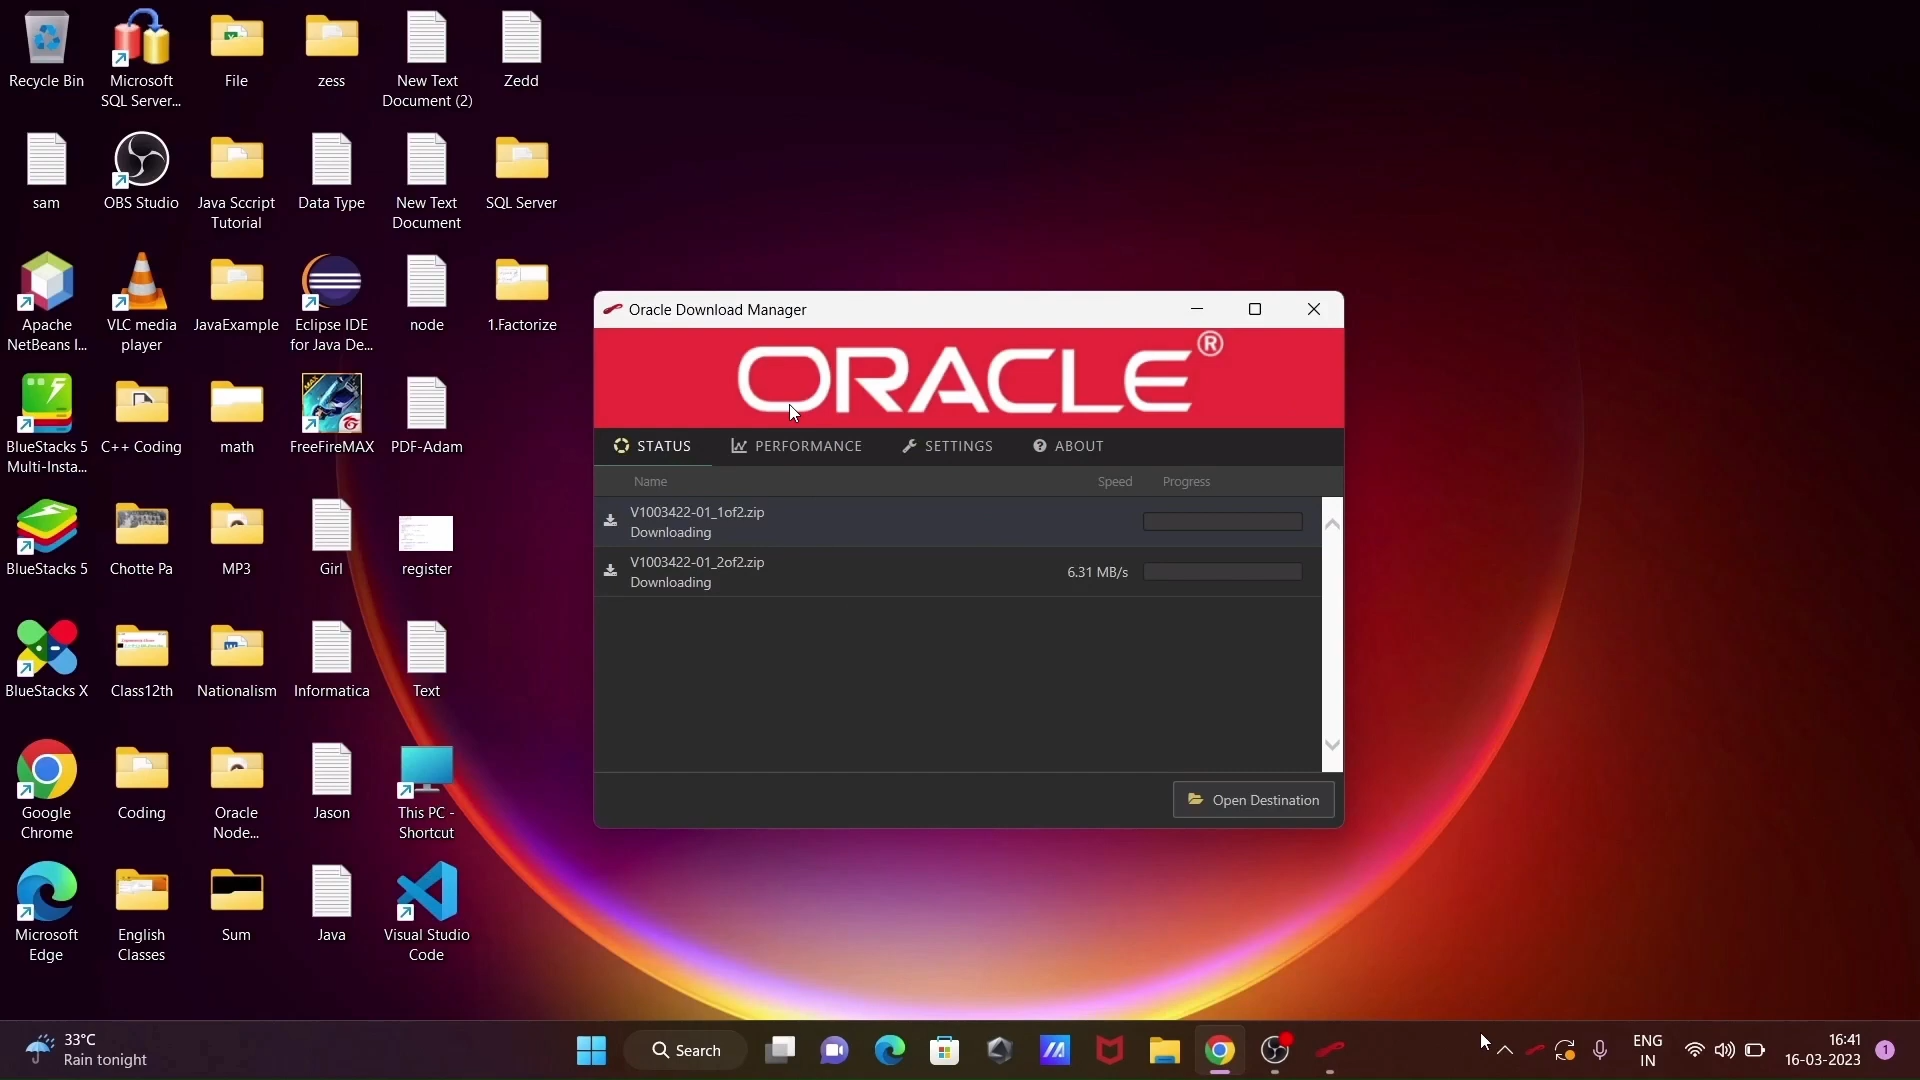 Recycle Bin
Microsoft
SQL Server...
File
zess
New Text
Document (2)
Zedd
sam
OBS Studio
Java Sccript
Tutorial
Data Type
New Text
Document
SQL Server
Apache
NetBeans I...
VLC media
player
JavaExample
Eclipse IDE
for Java De...
node
1.Factorize
BlueStacks 5
Multi-Insta...
C++ Coding
math
MAX
FreeFireMAX
PDF-Adam
BlueStacks 5
Chotte Pa
MP3
Girl
register
BlueStacks X
Class12th
Nationalism
Informatica
Text
Google
Chrome
Coding
Oracle
Node...
Jason
This PC -
Shortcut
Microsoft
Edge
English
Classes
Sum
Java
Visual Studio
Code
Oracle Download Manager
ORACLE®
STATUS
PERFORMANCE
SETTINGS
ABOUT
Name
Speed
Progress
V1003422-01_1of2.zip
Downloading
V1003422-01_2of2.zip
Downloading
6.31 MB/s
Open Destination
33°C
Rain tonight
Search
ENG
IN
16:41
16-03-2023
1